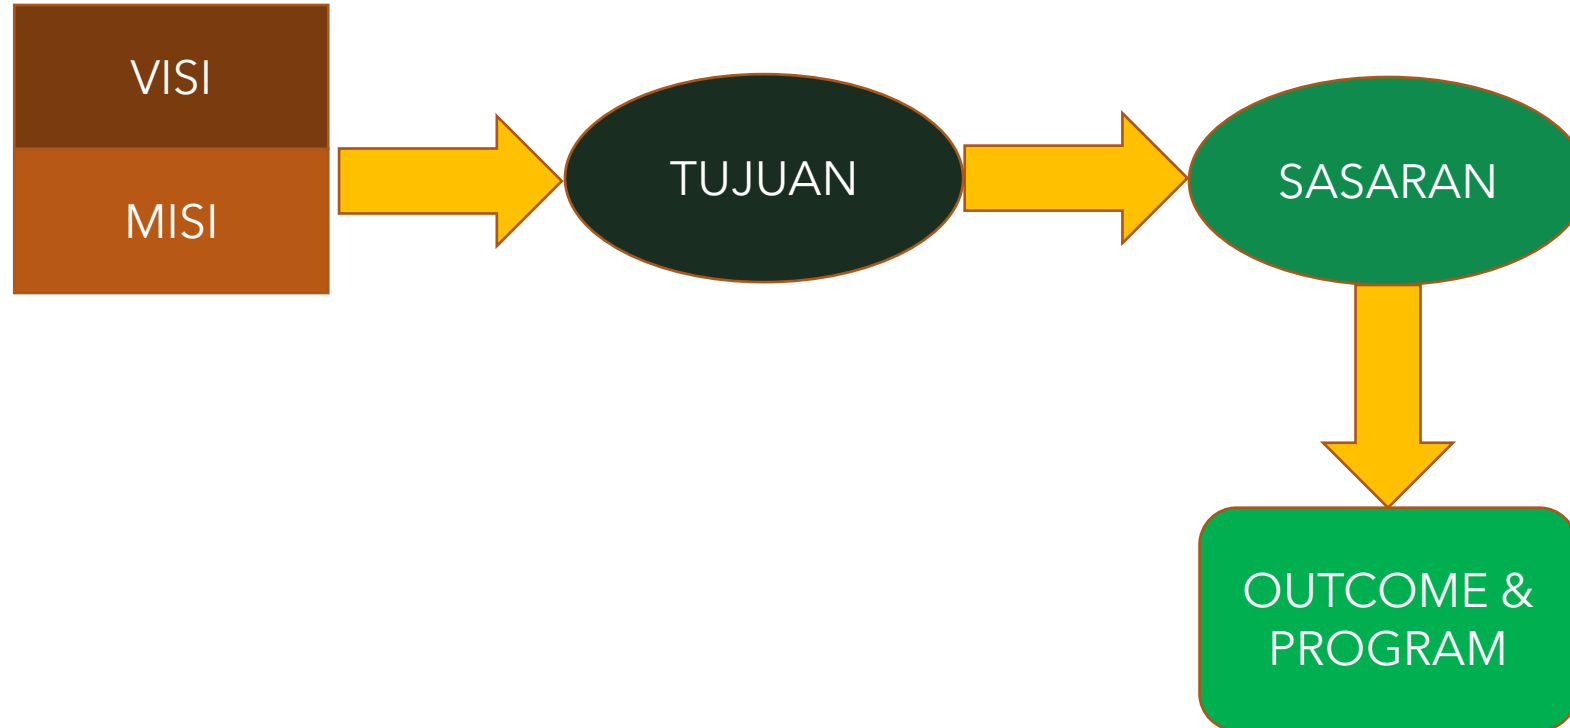 VISI
MISI
TUJUAN
SASARAN
OUTCOME &
PROGRAM